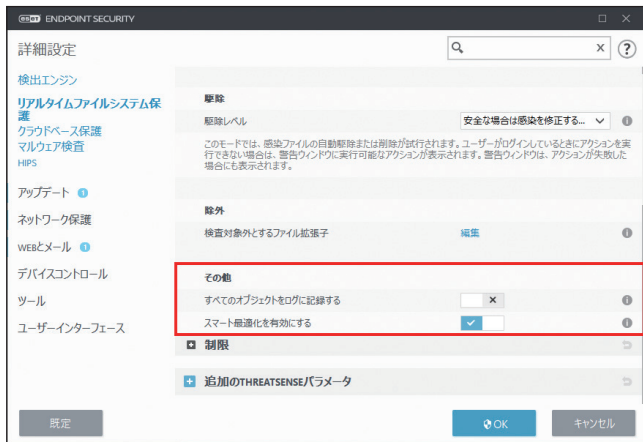 eset ENDPOINT SECURITY
詳細設定
検出エンジン
リアルタイムファイルシステム保
護
クラウドベース保護
マルウェア検査
HIPS
アップデート 1
ネットワーク保護
WEBとメール 1
デバイスコントロール
ツール
ユーザーインターフェース
駆除
駆除レベル 安全な場合は感染を修正する...
このモードでは、感染ファイルの自動駆除または削除が試行されます。ユーザーがログインしているときにアクションを実
行できない場合は、警告ウィンドウに実行可能なアクションが表示されます。警告ウィンドウは、アクションが失敗した
場合にも表示されます。
除外
検査対象外とするファイル拡張子 編集
その他
すべてのオブジェクトをログに記録する
スマート最適化を有効にする
制限
追加のTHREATSENSEパラメータ
既定 OK キャンセル